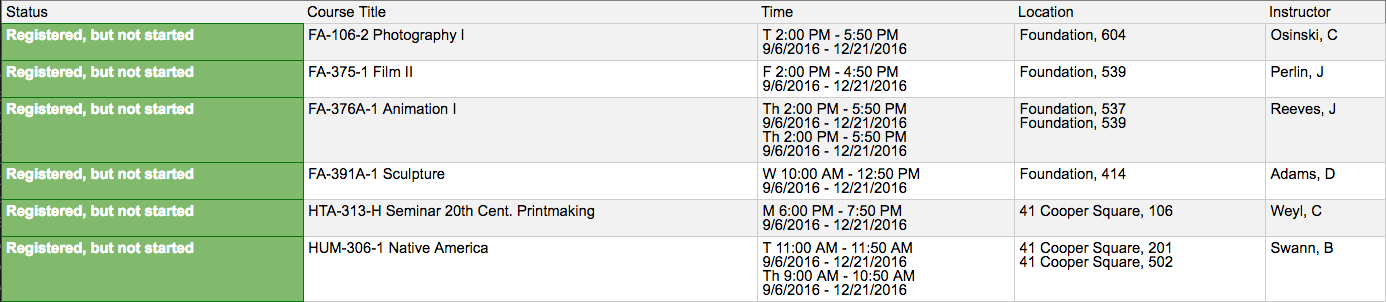 Status Course Title Time Location Instructor
Registered, but not started FA-106-2 Photography I T 2:00 PM - 5:50 PM Foundation, 604 Osinski, C
9/6/2016 - 12/21/2016
Registered, but not started FA-375-1 Film II F 2:00 PM - 4:50 PM Foundation, 539 Perlin, J
9/6/2016 - 12/21/2016
Registered, but not started FA-376A-1 Animation I Th 2:00 PM - 5:50 PM Foundation, 537 Reeves, J
9/6/2016 - 12/21/2016 Foundation, 539
Th 2:00 PM - 5:50 PM
9/6/2016 - 12/21/2016
Registered, but not started FA-391A-1 Sculpture W 10:00 AM - 12:50 PM Foundation, 414 Adams, D
9/6/2016 - 12/21/2016
Registered, but not started HTA-313-H Seminar 20th Cent. Printmaking M 6:00 PM - 7:50 PM 41 Cooper Square, 106 Weyl, C
9/6/2016 - 12/21/2016
Registered, but not started HUM-306-1 Native America T 11:00 AM - 11:50 AM 41 Cooper Square, 201 Swann, B
9/6/2016 - 12/21/2016 41 Cooper Square, 502
Th 9:00 AM - 10:50 AM
9/6/2016 - 12/21/2016